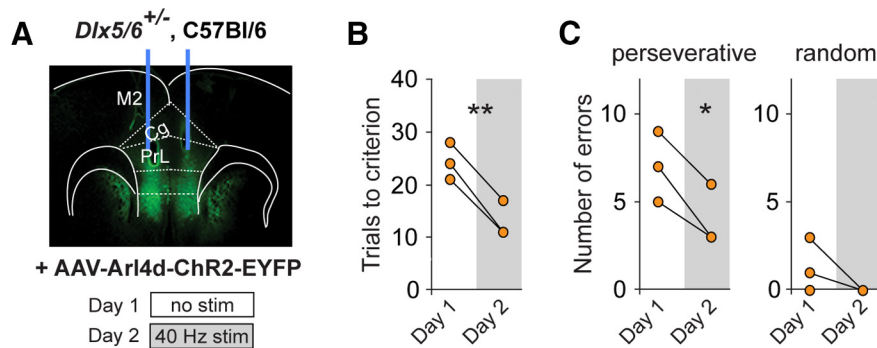 A
Dlx5/6+/-, C57Bl/6
M2
Cg
PrL
+ AAV-Arl4d-ChR2-EYFP
Day 1 no stim
Day 2 40 Hz stim
B
Trials to criterion
40
30
20
10
0
**
Day 1 Day 2
C
perseverative random
Number of errors
10
5
0
*
Day 1 Day 2
10
5
0
Day 1 Day 2